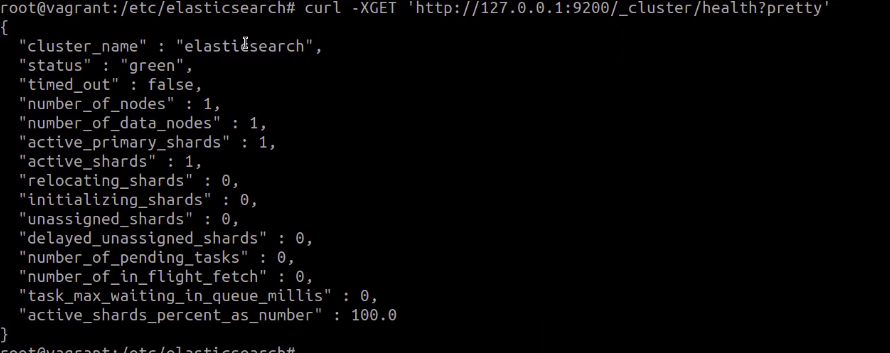 root@vagrant:/etc/elasticsearch# curl -XGET 'http://127.0.0.1:9200/_cluster/health?pretty'
{
  "cluster_name" : "elasticsearch",
  "status" : "green",
  "timed_out" : false,
  "number_of_nodes" : 1,
  "number_of_data_nodes" : 1,
  "active_primary_shards" : 1,
  "active_shards" : 1,
  "relocating_shards" : 0,
  "initializing_shards" : 0,
  "unassigned_shards" : 0,
  "delayed_unassigned_shards" : 0,
  "number_of_pending_tasks" : 0,
  "number_of_in_flight_fetch" : 0,
  "task_max_waiting_in_queue_millis" : 0,
  "active_shards_percent_as_number" : 100.0
}
root@vagrant:/etc/elasticsearch#